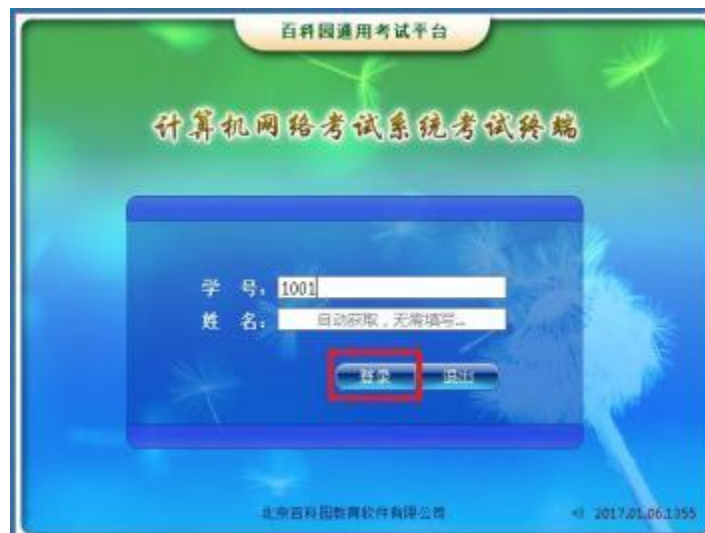 百科园通用考试平台
计算机网络考试系统考试终端
学 号: 1001
姓 名: 自动获取，无需填写...
登录 退出
北京百科园教育软件有限公司 2017.01.06.1355